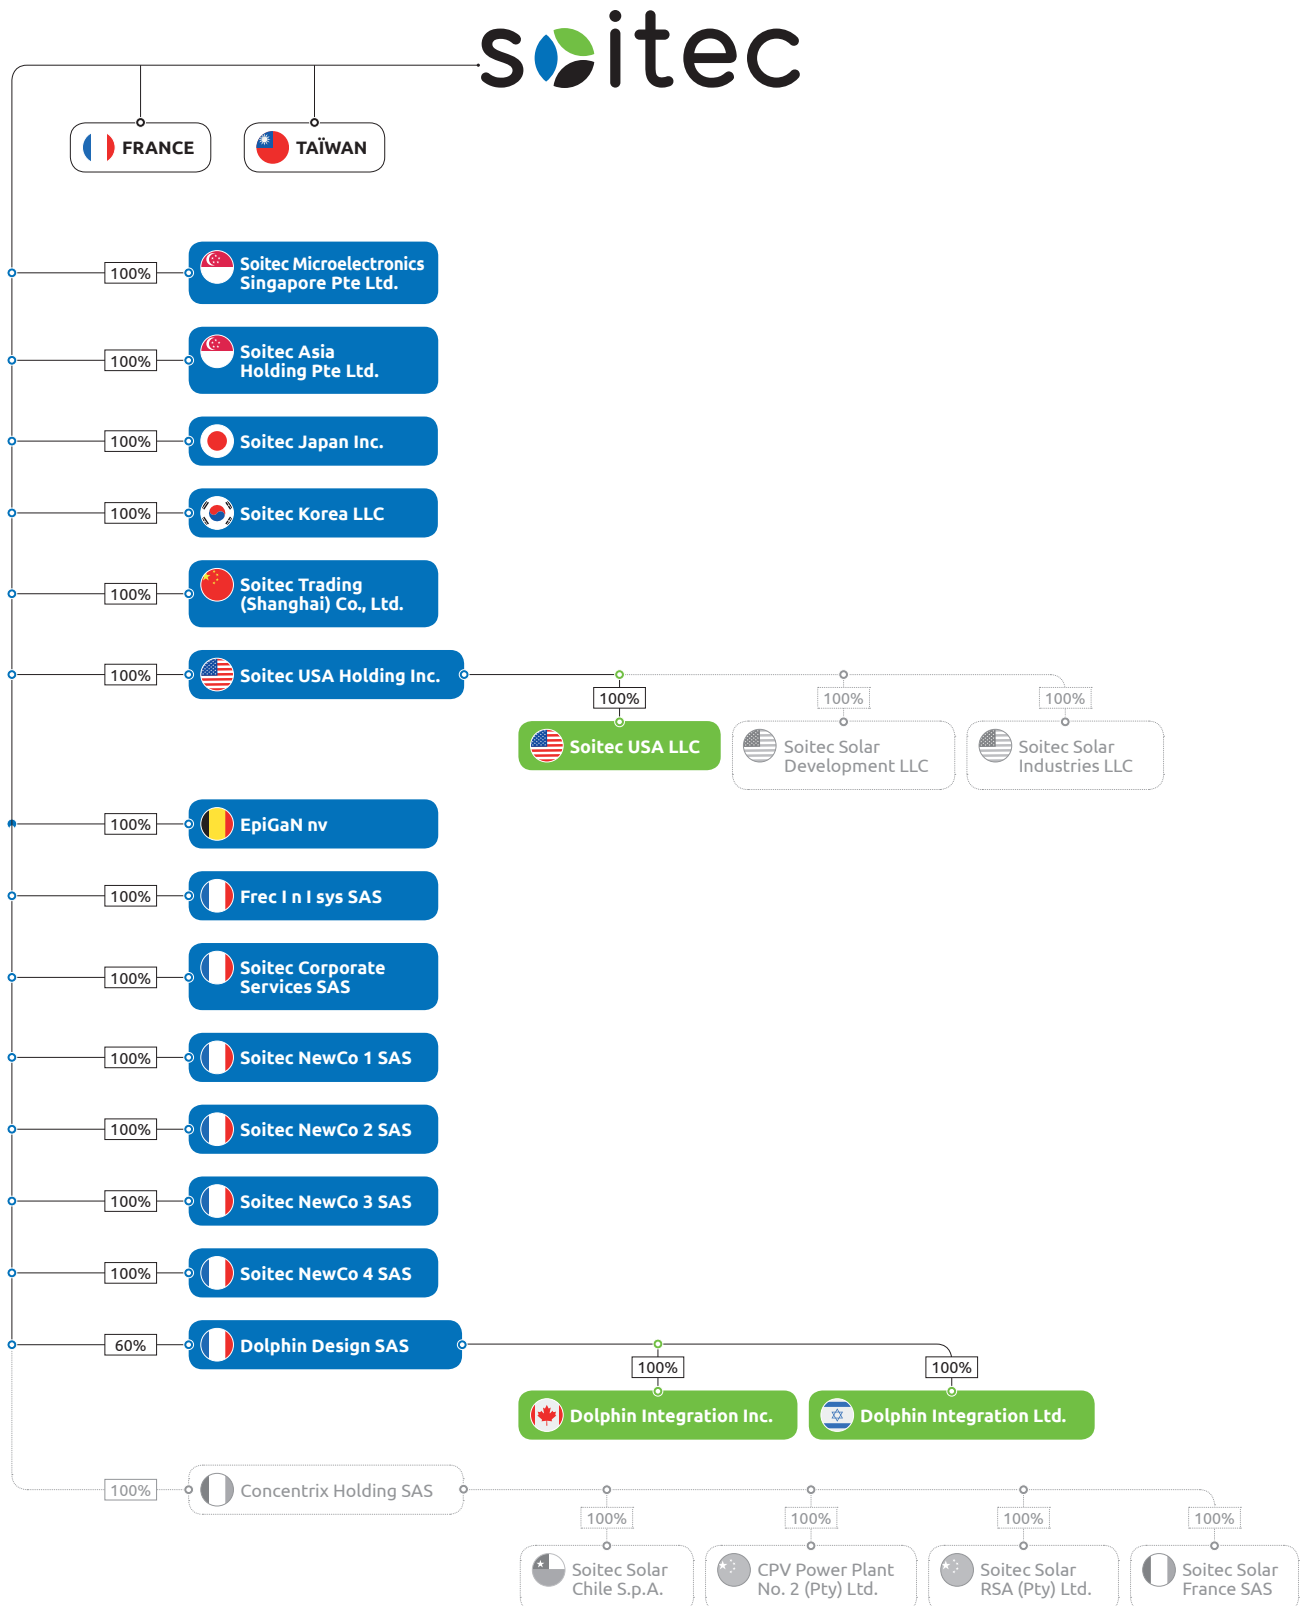 soitec
FRANCE
TAÏWAN
100%
Soitec Microelectronics
Singapore Pte Ltd.
100%
Soitec Asia
Holding Pte Ltd.
100%
Soitec Japan Inc.
100%
Soitec Korea LLC
100%
Soitec Trading
(Shanghai) Co., Ltd.
100%
Soitec USA Holding Inc.
100%
100%
100%
Soitec USA LLC
Soitec Solar
Development LLC
Soitec Solar
Industries LLC
100%
EpiGaN nv
100%
Frec I n I sys SAS
100%
Soitec Corporate
Services SAS
100%
Soitec NewCo 1 SAS
100%
Soitec NewCo 2 SAS
100%
Soitec NewCo 3 SAS
100%
Soitec NewCo 4 SAS
60%
Dolphin Design SAS
100%
100%
Dolphin Integration Inc.
Dolphin Integration Ltd.
100%
Concentrix Holding SAS
100%
100%
100%
100%
Soitec Solar
Chile S.p.A.
CPV Power Plant
No. 2 (Pty) Ltd.
Soitec Solar
RSA (Pty) Ltd.
Soitec Solar
France SAS